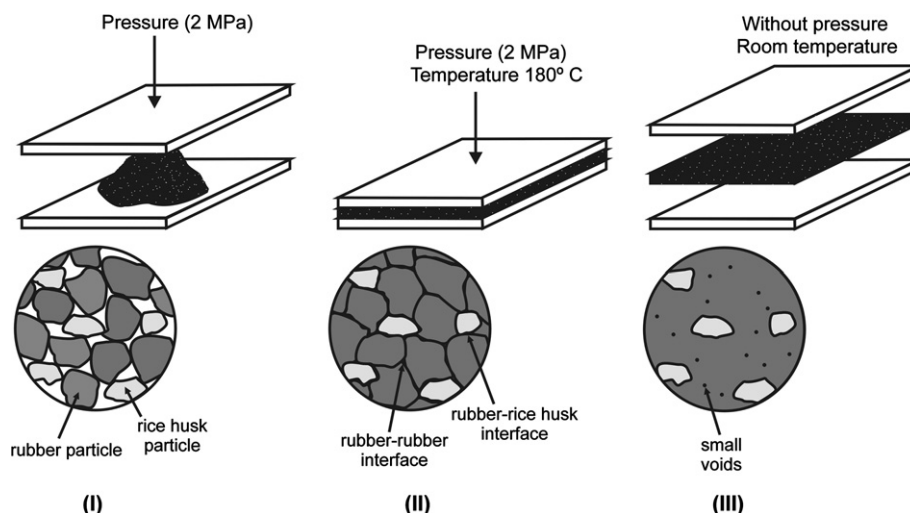 Pressure (2 MPa)
Pressure (2 MPa)
Temperature 180º C
Without pressure
Room temperature
rubber particle
rice husk
particle
rubber-rubber
interface
rubber-rice husk
interface
small
voids
(I)
(II)
(III)